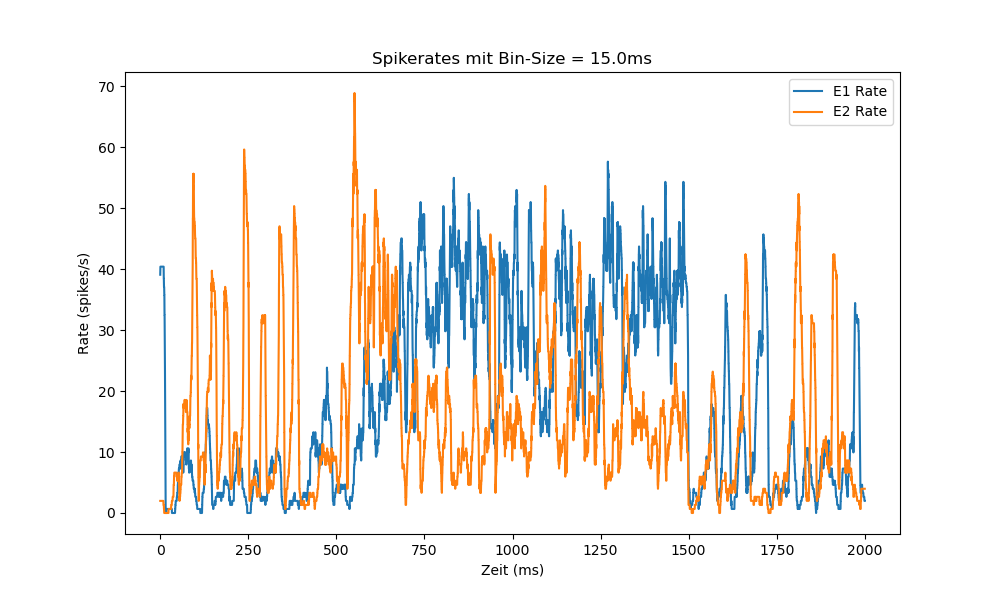 Spikerates mit Bin-Size = 15.0ms
E1 Rate
E2 Rate
70
60
50
40
30
20
10
0
Rate (spikes/s)
0 250 500 750 1000 1250 1500 1750 2000
Zeit (ms)